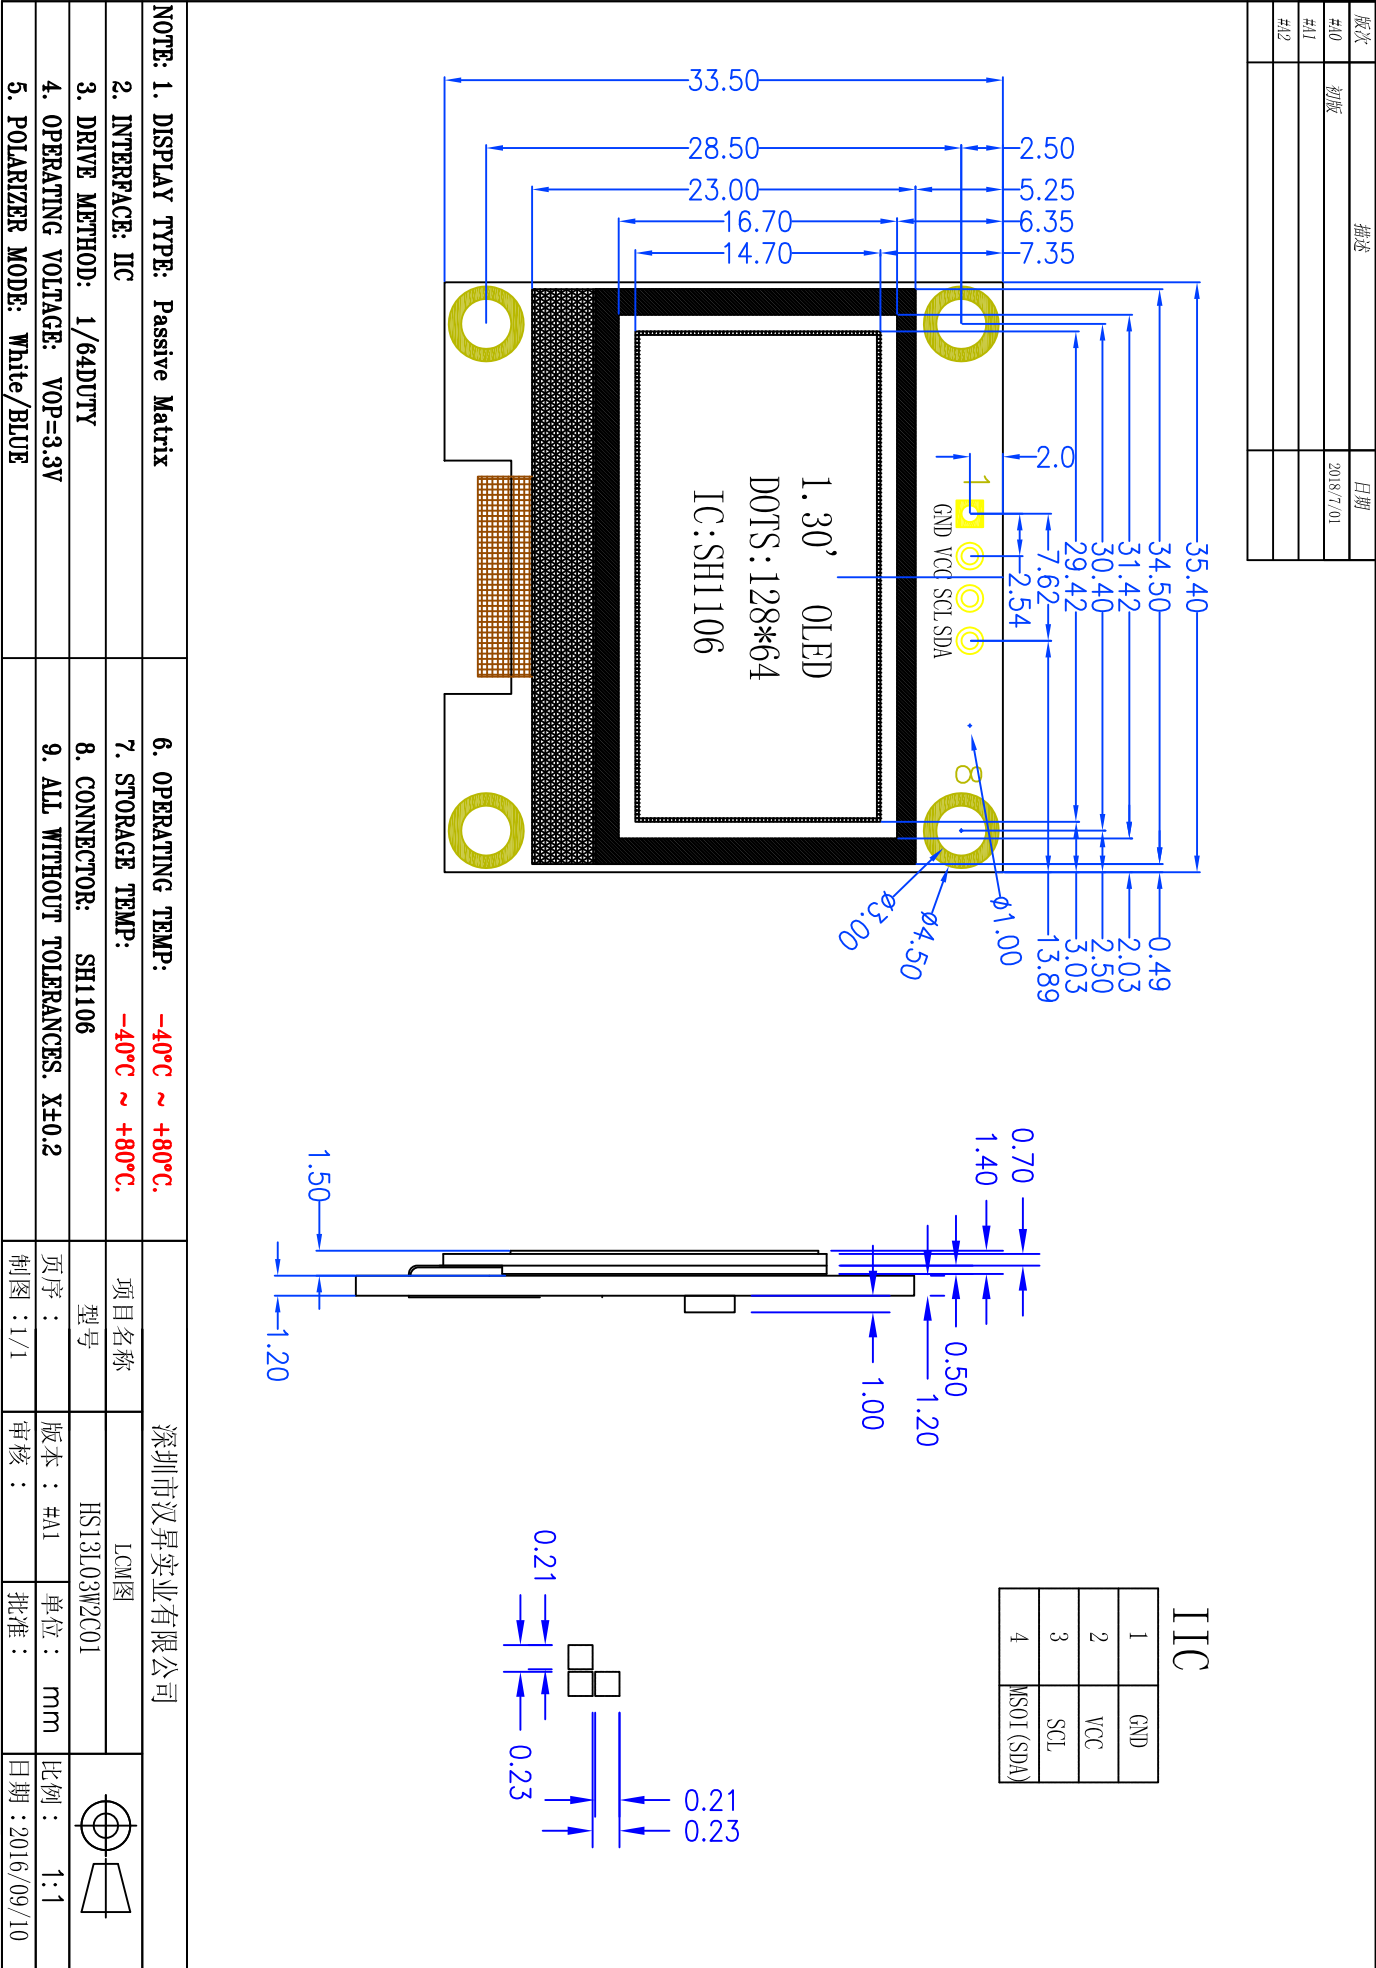 版次 描述 日期
#A0 初版 2018/7/01
#A1
#A2
35.40
34.50
0.49
31.42
2.03
30.40
2.50
29.42
3.03
7.62
13.89
2.54
2.0
33.50
28.50
2.50
23.00
5.25
16.70
6.35
14.70
7.35
1
8
GND VCC SCL SDA
1.30' OLED
DOTS:128*64
IC:SH1106
ø1.00
ø4.50
ø3.00
0.70
1.40
0.50
1.20
1.00
1.50
1.20
IIC
1 GND
2 VCC
3 SCL
4 MSOI(SDA)
0.21
0.23
0.21
0.23
NOTE: 1. DISPLAY TYPE: Passive Matrix
2. INTERFACE: IIC
3. DRIVE METHOD: 1/64DUTY
4. OPERATING VOLTAGE: VOP=3.3V
5. POLARIZER MODE: White/BLUE
6. OPERATING TEMP: -40°C ~ +80°C.
7. STORAGE TEMP: -40°C ~ +80°C.
8. CONNECTOR: SH1106
9. ALL WITHOUT TOLERANCES. X±0.2
深圳市汉昇实业有限公司
项目名称 LCM图
型号 HS13L03W2C01
页序: 版本: #A1 单位: mm 比例: 1:1
制图:1/1 审核: 批准: 日期:2016/09/10